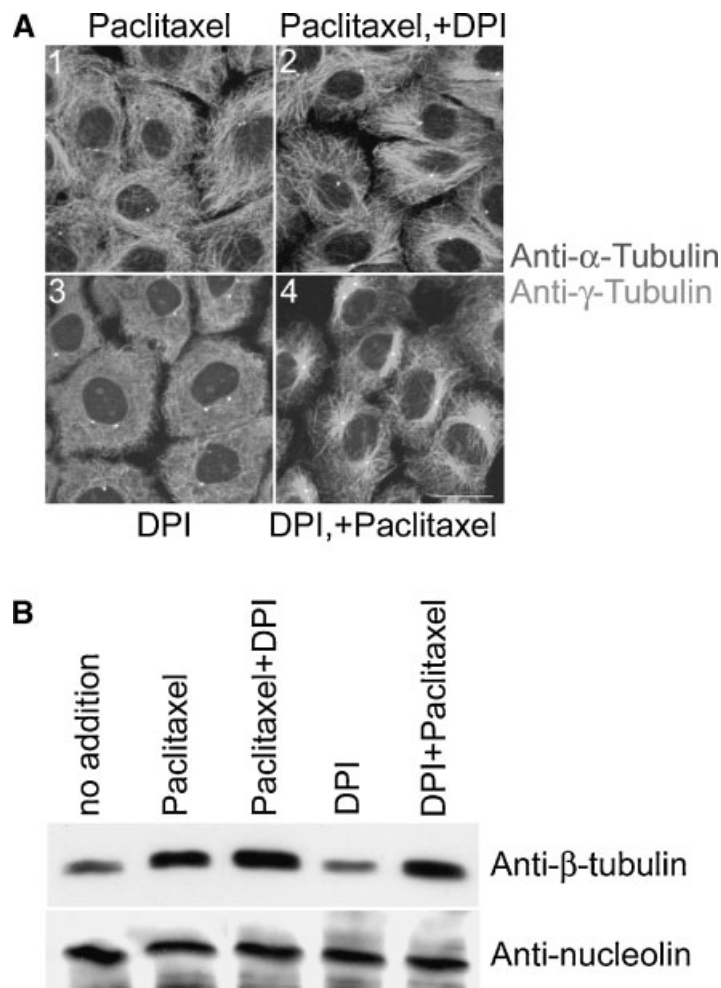 A
Paclitaxel Paclitaxel,+DPI
1 2
Anti-α-Tubulin
3 4 Anti-γ-Tubulin
DPI DPI,+Paclitaxel
B
no addition
Paclitaxel
Paclitaxel+DPI
DPI
DPI+Paclitaxel
Anti-β-tubulin
Anti-nucleolin